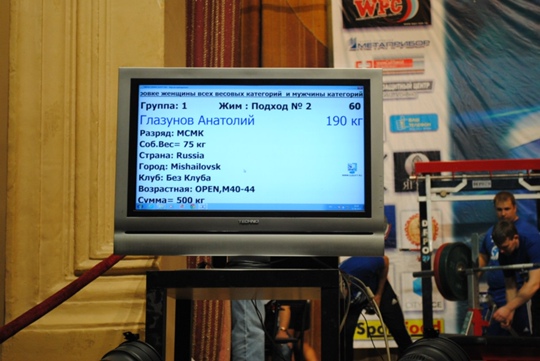 WPC
МЕТАПРИБОР
зовке женщины всех весовых категорий и мужчины категорий
Группа: 1 Жим : Подход № 2 60
Глазунов Анатолий 190 кг
Разряд: МСМК
Соб.Вес= 75 кг
Страна: Russia
Город: Mishailovsk
Клуб: Без Клуба
Возрастная: OPEN,M40-44
Сумма= 500 кг